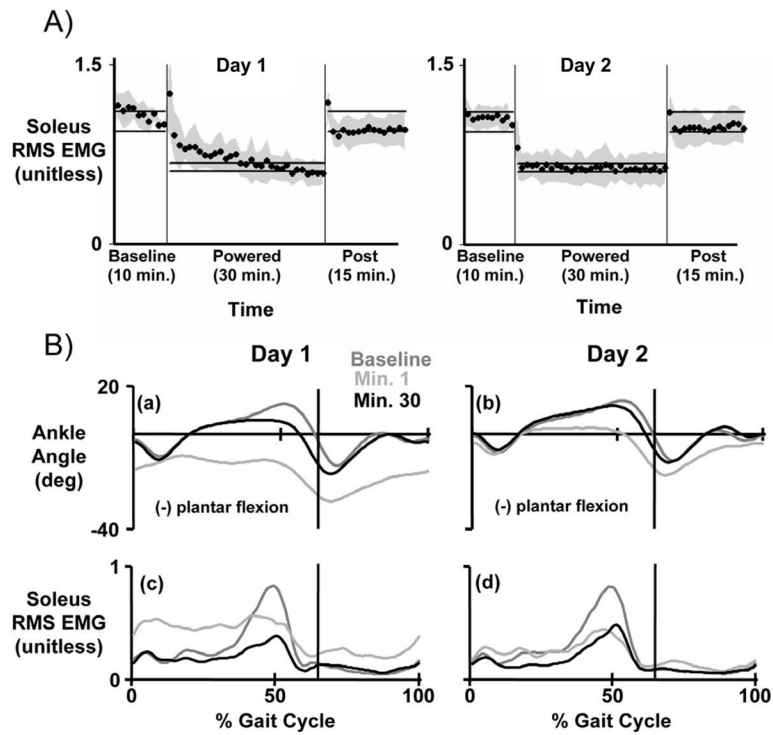 A)
Day 1
Day 2
1.5
1.5
Soleus
RMS EMG
(unitless)
0
0
Baseline
(10 min.)
Powered
(30 min.)
Post
(15 min.)
Baseline
(10 min.)
Powered
(30 min.)
Post
(15 min.)
Time
Time
B)
Day 1
Day 2
Baseline
Min. 1
Min. 30
20
(a)
(b)
Ankle
Angle
(deg)
(-) plantar flexion
(-) plantar flexion
-40
1
(c)
(d)
Soleus
RMS EMG
(unitless)
0
0
50
100
0
50
100
% Gait Cycle
% Gait Cycle